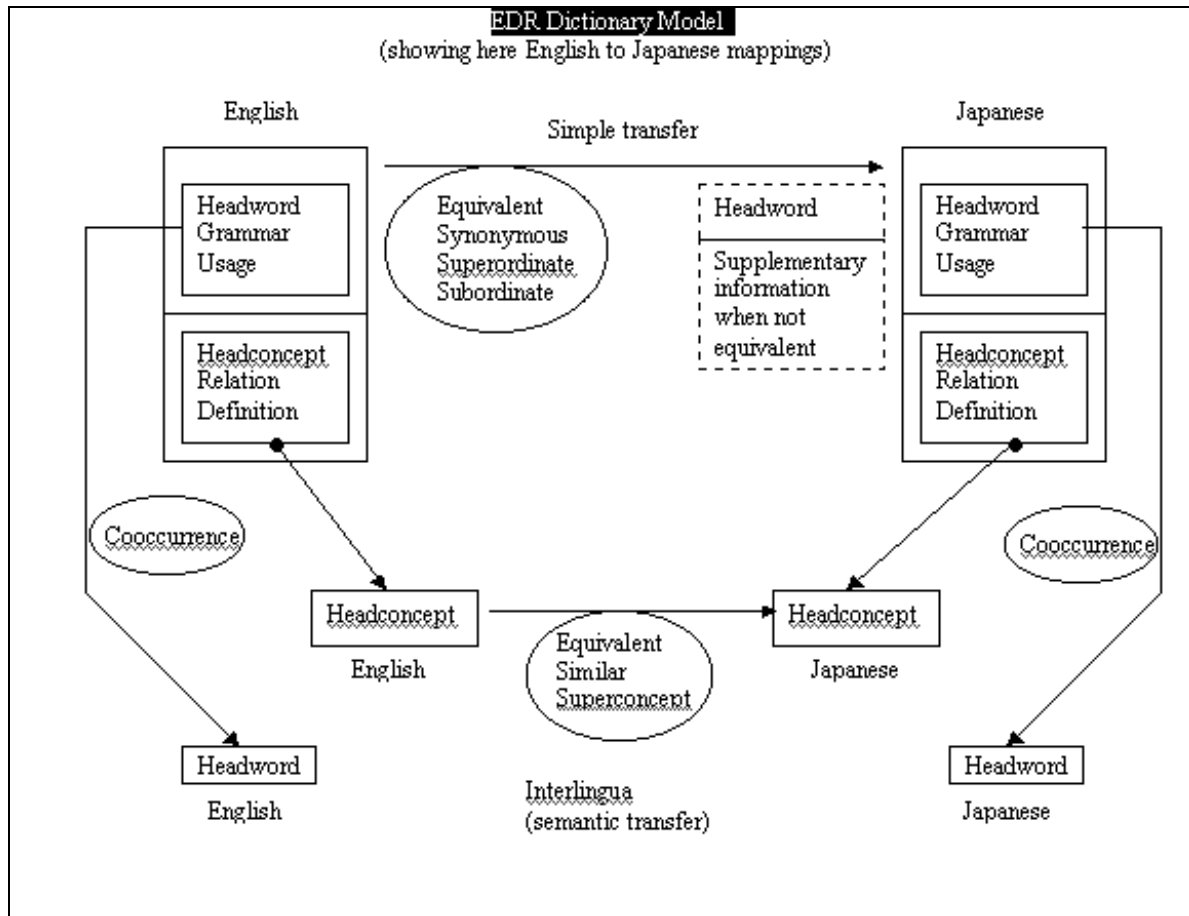 EDR Dictionary Model
(showing here English to Japanese mappings)
English
Japanese
Simple transfer
Headword
Grammar
Usage
Equivalent
Synonymous
Superordinate
Subordinate
Headword
Supplementary
information
when not
equivalent
Headword
Grammar
Usage
Headconcept
Relation
Definition
Headconcept
Relation
Definition
Cooccurrence
Cooccurrence
Headconcept
English
Equivalent
Similar
Superconcept
Headconcept
Japanese
Headword
English
Interlingua
(semantic transfer)
Headword
Japanese